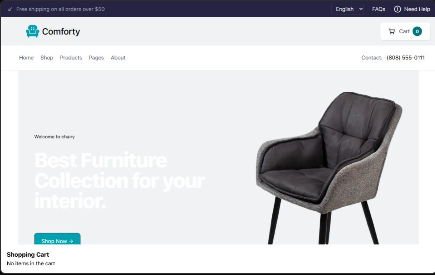 Free shipping on all orders over $50
English
FAQs
Need Help
Comforty
Cart 0
Home Shop Products Pages About
Contact: (808) 555-0111
Welcome to chairy
Best Furniture
Collection for your
interior.
Shop Now →
Shopping Cart
No items in the cart